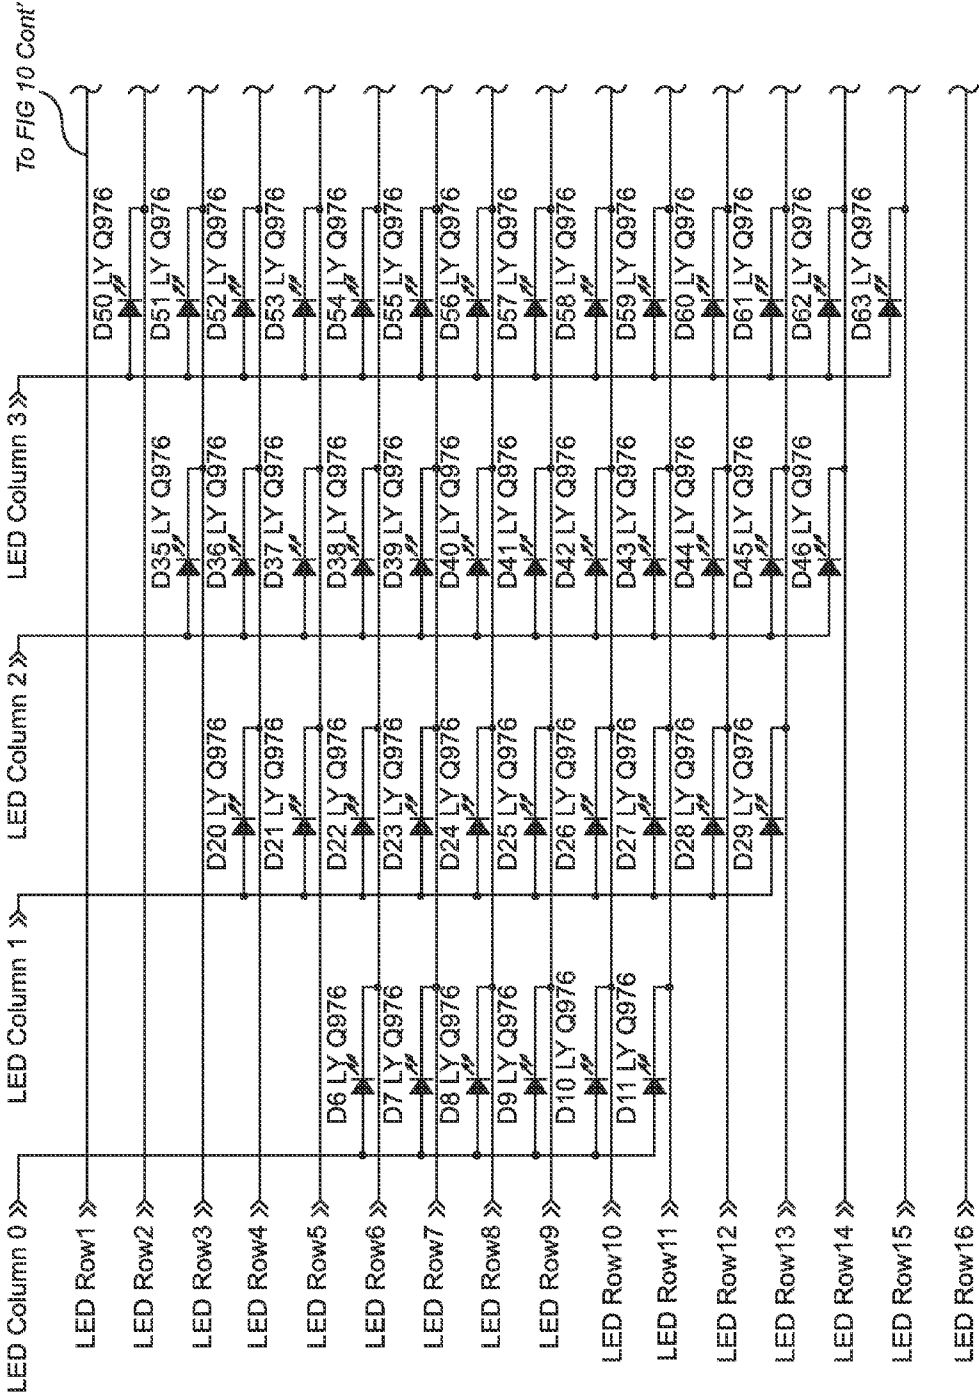 To FIG 10 Cont'
LED Column 0
LED Column 1
LED Column 2
LED Column 3
LED Row1
LED Row2
D50 LY Q976
LED Row3
D35 LY Q976
D51 LY Q976
LED Row4
D20 LY Q976
D36 LY Q976
D52 LY Q976
LED Row5
D21 LY Q976
D37 LY Q976
D53 LY Q976
LED Row6
D6 LY Q976
D22 LY Q976
D38 LY Q976
D54 LY Q976
LED Row7
D7 LY Q976
D23 LY Q976
D39 LY Q976
D55 LY Q976
LED Row8
D8 LY Q976
D24 LY Q976
D40 LY Q976
D56 LY Q976
LED Row9
D9 LY Q976
D25 LY Q976
D41 LY Q976
D57 LY Q976
LED Row10
D10 LY Q976
D26 LY Q976
D42 LY Q976
D58 LY Q976
LED Row11
D11 LY Q976
D27 LY Q976
D43 LY Q976
D59 LY Q976
LED Row12
D28 LY Q976
D44 LY Q976
D60 LY Q976
LED Row13
D29 LY Q976
D45 LY Q976
D61 LY Q976
LED Row14
D46 LY Q976
D62 LY Q976
LED Row15
D63 LY Q976
LED Row16